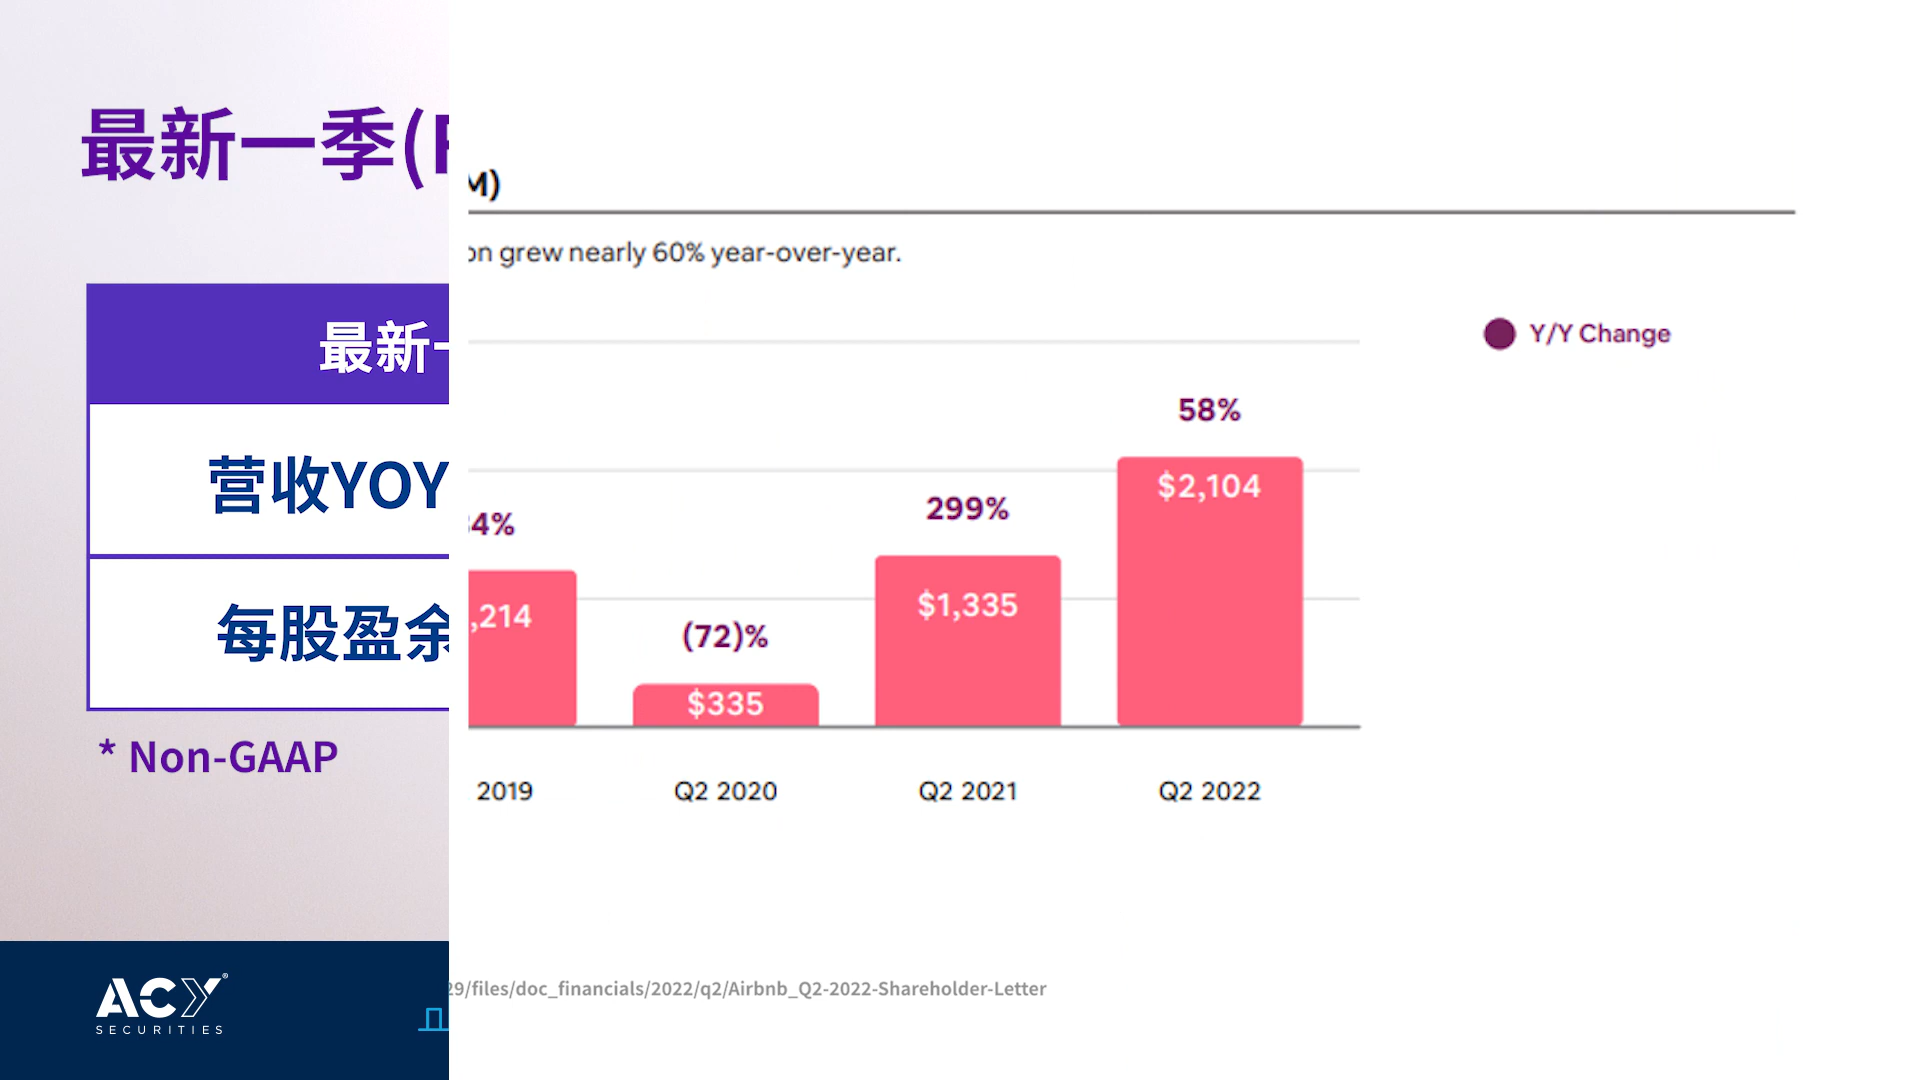 最新一季(
最新
营收YOY
每股盈余
* Non-GAAP
ACY
SECURITIES
M)
on grew nearly 60% year-over-year.
Y/Y Change
4%
(72)%
299%
58%
,214
$335
$1,335
$2,104
2019
Q2 2020
Q2 2021
Q2 2022
29/files/doc_financials/2022/q2/Airbnb_Q2-2022-Shareholder-Letter